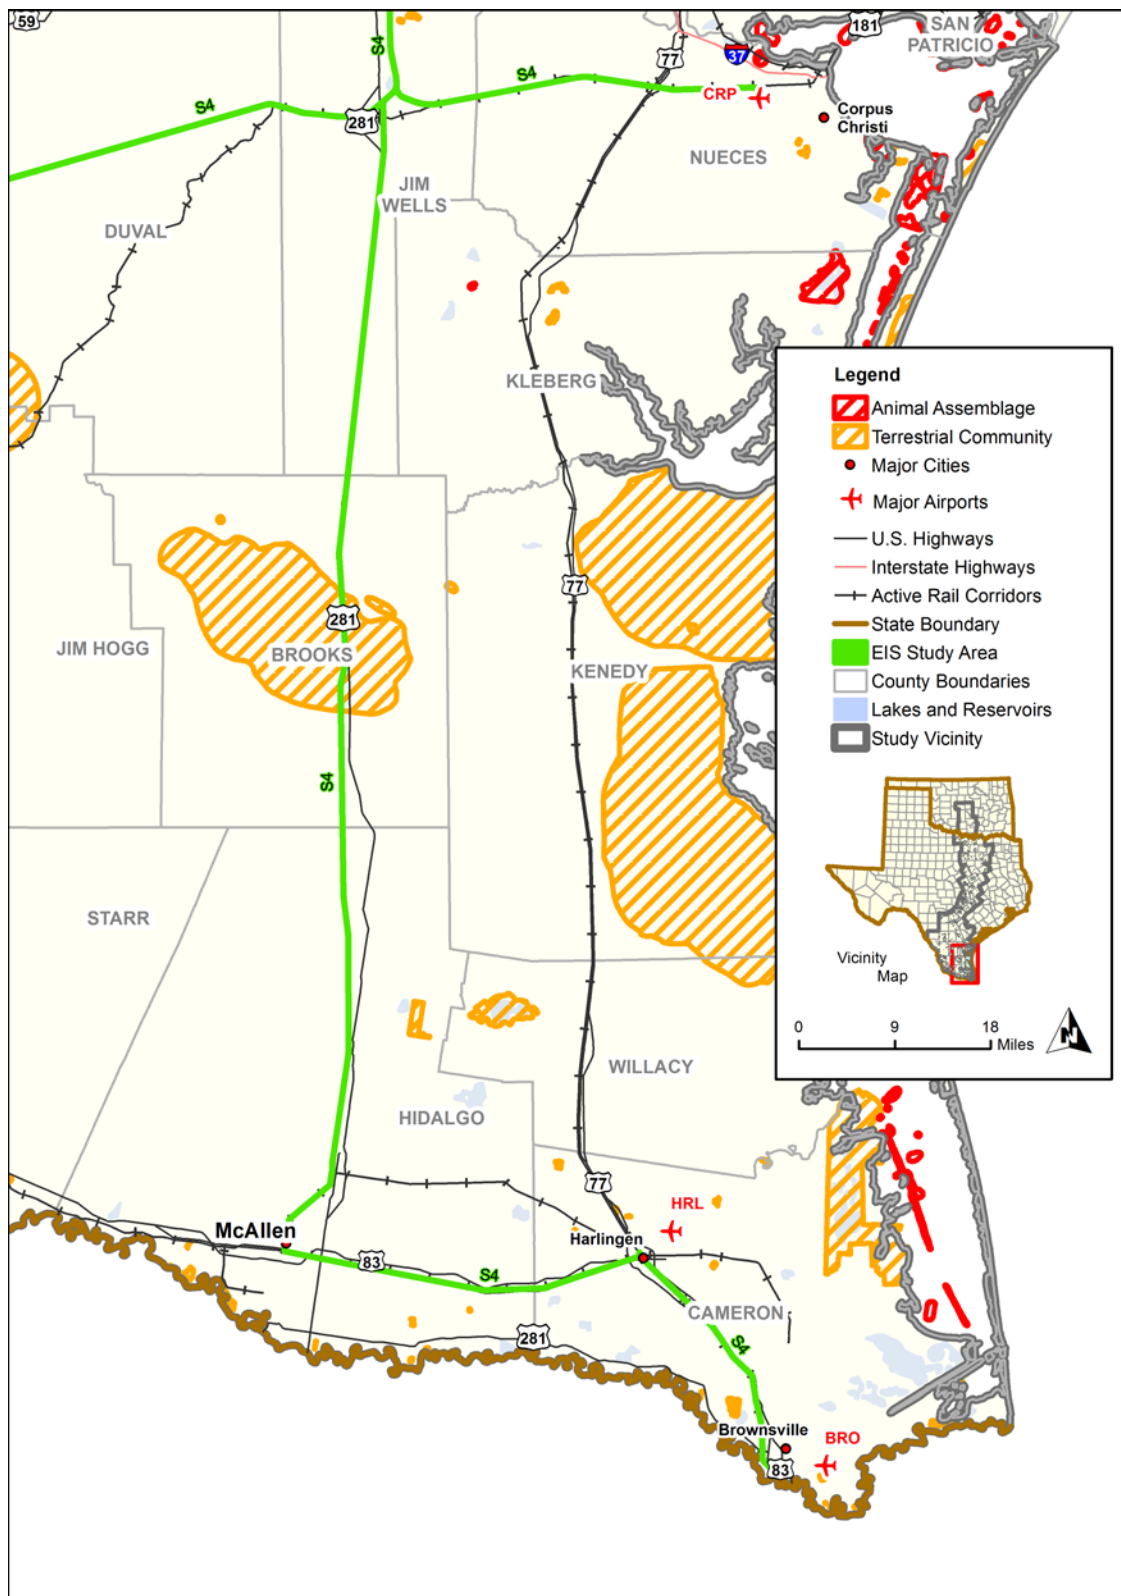 59
S4
77
37
181
SAN
PATRICIO
S4
S4
CRP
281
Corpus
Christi
NUECES
JIM
WELLS
DUVAL
KLEBERG
Legend
Animal Assemblage
Terrestrial Community
Major Cities
Major Airports
U.S. Highways
Interstate Highways
Active Rail Corridors
State Boundary
EIS Study Area
County Boundaries
Lakes and Reservoirs
Study Vicinity
77
281
JIM HOGG
BROOKS
KENEDY
S4
STARR
Vicinity
Map
0 9 18
Miles
N
WILLACY
HIDALGO
77
HRL
McAllen
Harlingen
83
S4
CAMERON
281
S4
Brownsville
BRO
83